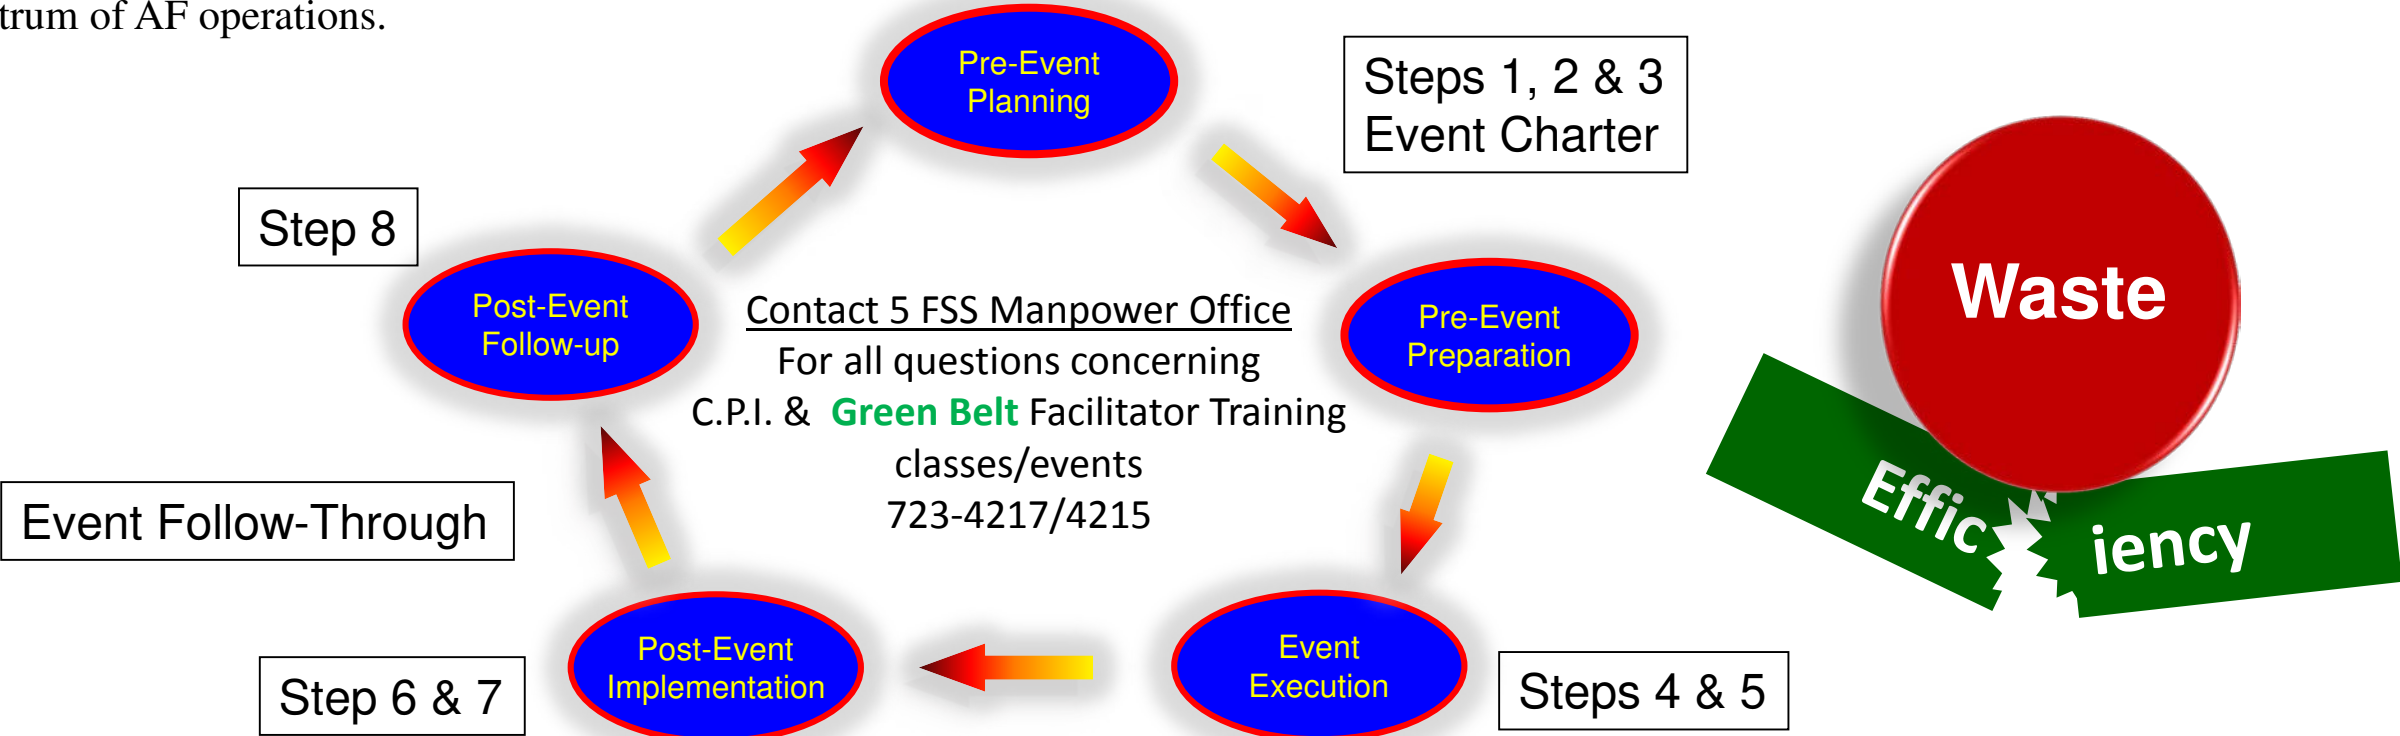 trum of AF operations.
Pre-Event
Planning
Steps 1, 2 & 3
Event Charter
Step 8
Post-Event
Follow-up
Contact 5 FSS Manpower Office
For all questions concerning
C.P.I. & Green Belt Facilitator Training
classes/events
723-4217/4215
Pre-Event
Preparation
Waste
Effic iency
Event Follow-Through
Post-Event
Implementation
Step 6 & 7
Event
Execution
Steps 4 & 5